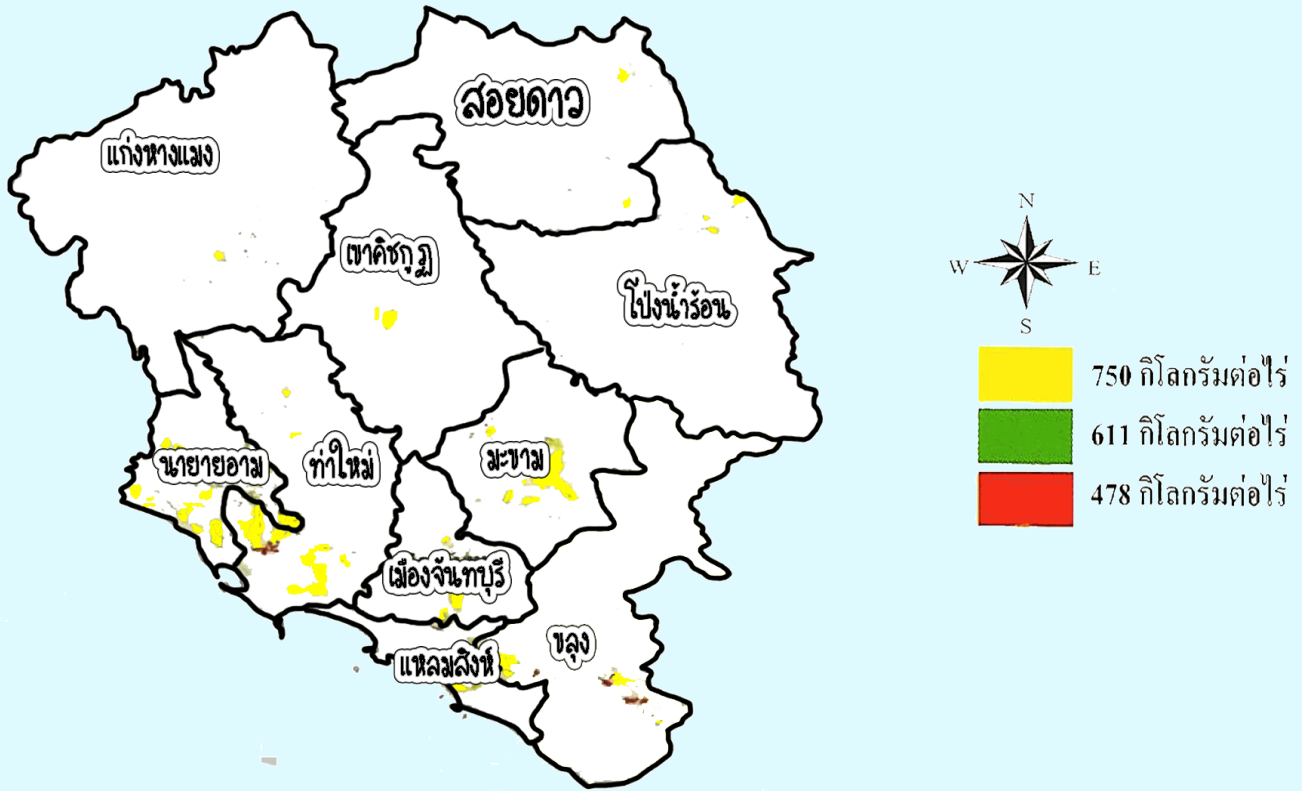 สอยดาว
แก่งหางแมว
เขาคิชกูฏ
โป่งน้ำร้อน
นายายอาม
ท่าใหม่
มะขาม
เมืองจันทบุรี
แหลมสิงห์
ขลุง
N
W E
S
750 กิโลกรัมต่อไร่
611 กิโลกรัมต่อไร่
478 กิโลกรัมต่อไร่